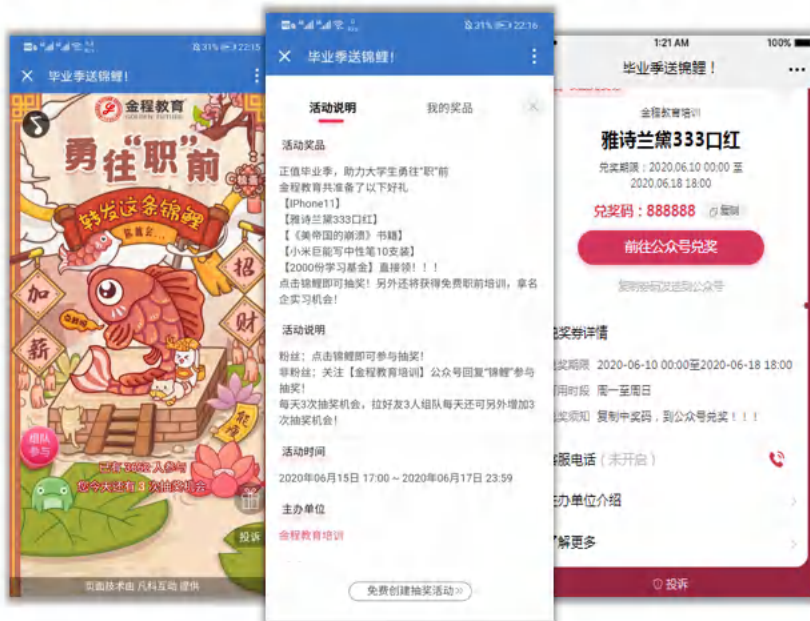 31% 22:15
毕业季送锦鲤!
金程教育
GOLDEN FUTURE
勇往“职”前
转发这条锦鲤
你就会...
加
薪
招
财
能
组队
参与
已有 3652 人参与
您今天还有 3 次抽奖机会
投诉
页面技术由 凡科互动 提供
31% 22:16
毕业季送锦鲤!
活动说明
我的奖品
活动奖品
正值毕业季，助力大学生勇往“职”前
金程教育共准备了以下好礼
【IPhone11】
【雅诗兰黛333口红】
【《美帝国的崩溃》书籍】
【小米巨能写中性笔10支装】
【2000份学习基金】直接领！！！
点击锦鲤即可抽奖！另外还将获得免费职前培训，拿名
企实习机会！
活动说明
粉丝：点击锦鲤即可参与抽奖！
非粉丝：关注【金程教育培训】公众号回复“锦鲤”参与
抽奖！
每天3次抽奖机会，拉好友3人组队每天还可另外增加3
次抽奖机会！
活动时间
2020年06月15日 17:00 ~ 2020年06月17日 23:59
主办单位
金程教育培训
免费创建抽奖活动>>
1:21 AM
100%
毕业季送锦鲤！
金程教育培训
雅诗兰黛333口红
兑奖期限：2020.06.10 00:00 至
2020.06.18 18:00
兑奖码：888888
复制
前往公众号兑奖
复制券码发送到公众号
兑奖券详情
奖期限 2020-06-10 00:00至2020-06-18 18:00
用时段 周一至周日
奖须知 复制中奖码，到公众号兑奖！！！
服电话（未开启）
办单位介绍
了解更多
投诉